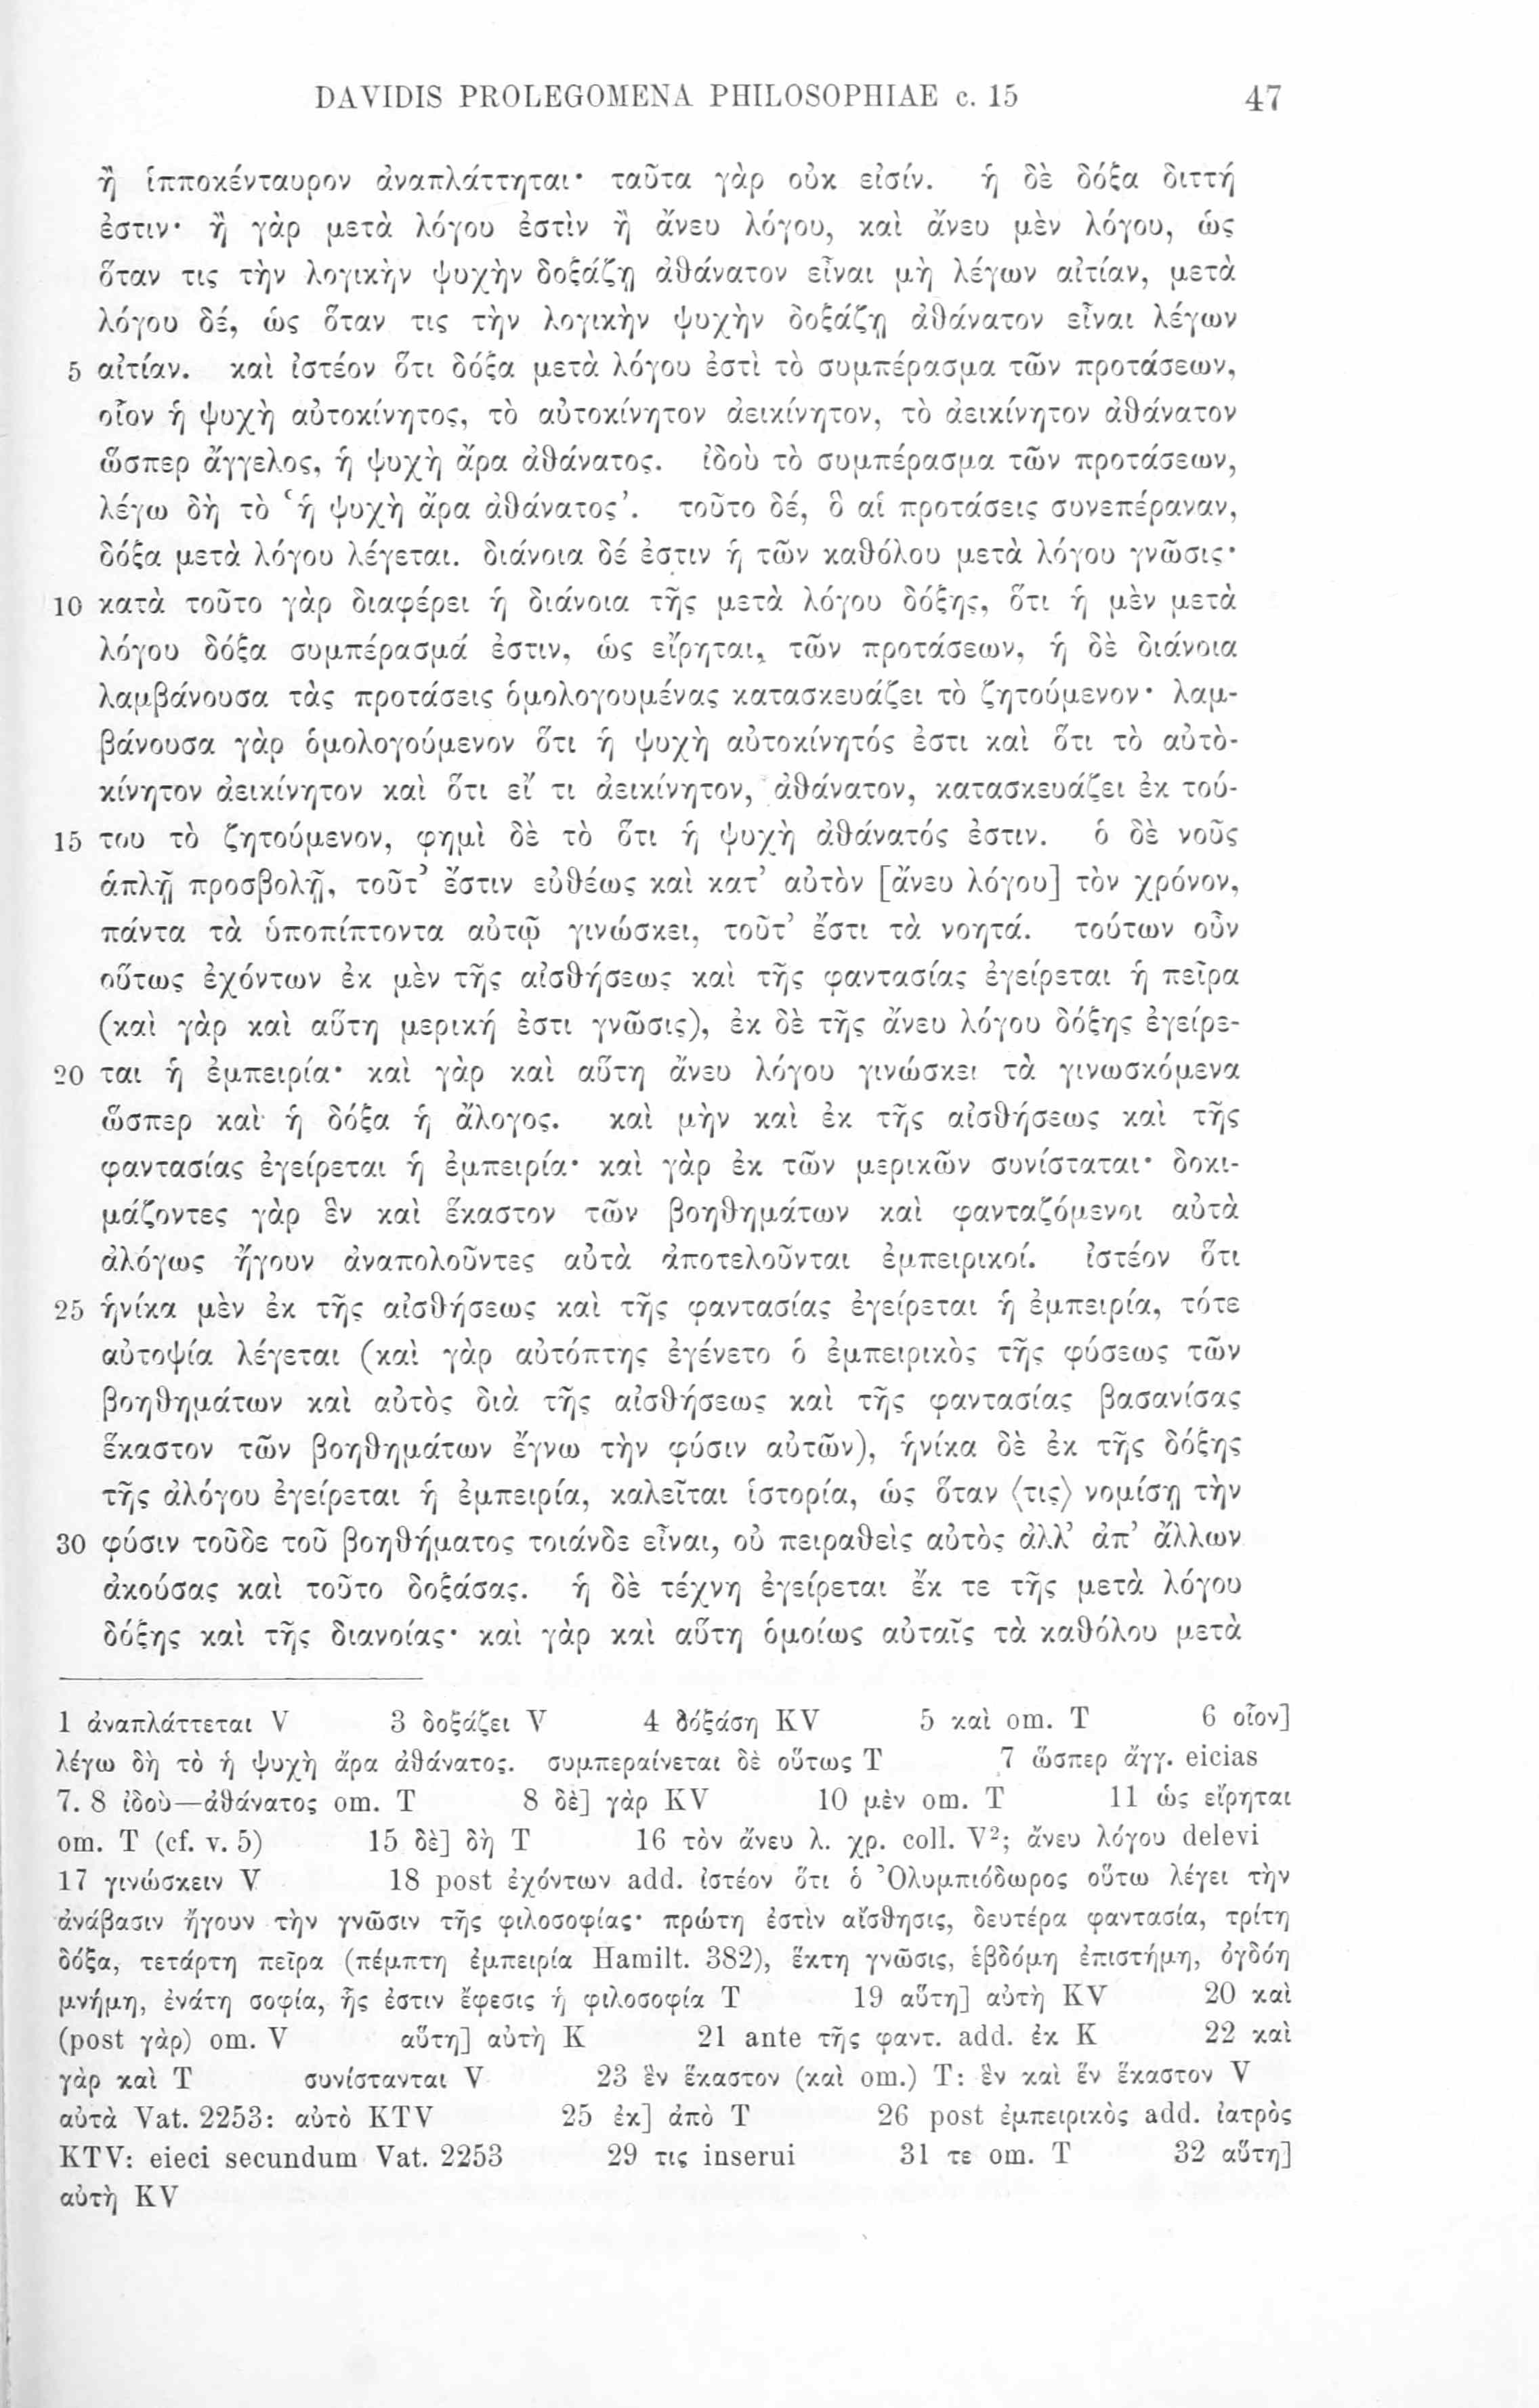 DAVIDIS PROLEGOMENA PHILOSOPHIAE c. 15 47
ἢ ἱπποκένταυρον ἀναπλάττηται· ταῦτα γὰρ οὐκ εἰσίν. ἡ δὲ δόξα διττή
ἐστιν· ἢ γὰρ μετὰ λόγου ἐστὶν ἢ ἄνευ λόγου, καὶ ἄνευ μὲν λόγου, ὡς
ὅταν τις τὴν λογικὴν ψυχὴν δοξάζῃ ἀθάνατον εἶναι μὴ λέγων αἰτίαν, μετὰ
λόγου δέ, ὡς ὅταν τις τὴν λογικὴν ψυχὴν δοξάζῃ ἀθάνατον εἶναι λέγων
5 αἰτίαν. καὶ ἰστέον ὅτι δόξα μετὰ λόγου ἐστὶ τὸ συμπέρασμα τῶν προτάσεων,
οἷον ἡ ψυχὴ αὐτοκίνητος, τὸ αὐτοκίνητον ἀεικίνητον, τὸ ἀεικίνητον ἀθάνατον
ὥσπερ ἄγγελος, ἡ ψυχὴ ἄρα ἀθάνατος. ἰδοὺ τὸ συμπέρασμα τῶν προτάσεων,
λέγω δὴ τὸ ‘ἡ ψυχὴ ἄρα ἀθάνατος’. τοῦτο δέ, ὃ αἱ προτάσεις συνεπέραναν,
δόξα μετὰ λόγου λέγεται. διάνοια δέ ἐστιν ἡ τῶν καθόλου μετὰ λόγου γνῶσις·
10 κατὰ τοῦτο γὰρ διαφέρει ἡ διάνοια τῆς μετὰ λόγου δόξης, ὅτι ἡ μὲν μετὰ
λόγου δόξα συμπέρασμά ἐστιν, ὡς εἴρηται, τῶν προτάσεων, ἡ δὲ διάνοια
λαμβάνουσα τὰς προτάσεις ὁμολογουμένας κατασκευάζει τὸ ζητούμενον· λαμ-
βάνουσα γὰρ ὁμολογούμενον ὅτι ἡ ψυχὴ αὐτοκίνητός ἐστι καὶ ὅτι τὸ αὐτὸ-
κίνητον ἀεικίνητον καὶ ὅτι εἴ τι ἀεικίνητον, ἀθάνατον, κατασκευάζει ἐκ τού-
15 του τὸ ζητούμενον, φημὶ δὲ τὸ ὅτι ἡ ψυχὴ ἀθάνατός ἐστιν. ὁ δὲ νοῦς
ἁπλῇ προσβολῇ, τοῦτ’ ἔστιν εὐθέως καὶ κατ’ αὐτὸν [ἄνευ λόγου] τὸν χρόνον,
πάντα τὰ ὑποπίπτοντα αὐτῷ γινώσκει, τοῦτ’ ἔστι τὰ νοητά. τούτων οὖν
οὕτως ἐχόντων ἐκ μὲν τῆς αἰσθήσεως καὶ τῆς φαντασίας ἐγείρεται ἡ πεῖρα
(καὶ γὰρ καὶ αὕτη μερική ἐστι γνῶσις), ἐκ δὲ τῆς ἄνευ λόγου δόξης ἐγείρε-
20 ται ἡ ἐμπειρία· καὶ γὰρ καὶ αὕτη ἄνευ λόγου γινώσκει τὰ γινωσκόμενα
ὥσπερ καὶ ἡ δόξα ἡ ἄλογος. καὶ μὴν καὶ ἐκ τῆς αἰσθήσεως καὶ τῆς
φαντασίας ἐγείρεται ἡ ἐμπειρία· καὶ γὰρ ἐκ τῶν μερικῶν συνίσταται· δοκι-
μάζοντες γὰρ ἓν καὶ ἕκαστον τῶν βοηθημάτων καὶ φανταζόμενοι αὐτὰ
ἀλόγως ἤγουν ἀναπολοῦντες αὐτὰ ἀποτελοῦνται ἐμπειρικοί. ἰστέον ὅτι
25 ἡνίκα μὲν ἐκ τῆς αἰσθήσεως καὶ τῆς φαντασίας ἐγείρεται ἡ ἐμπειρία, τότε
αὐτοψία λέγεται (καὶ γὰρ αὐτόπτης ἐγένετο ὁ ἐμπειρικὸς τῆς φύσεως τῶν
βοηθημάτων καὶ αὐτὸς διὰ τῆς αἰσθήσεως καὶ τῆς φαντασίας βασανίσας
ἕκαστον τῶν βοηθημάτων ἔγνω τὴν φύσιν αὐτῶν), ἡνίκα δὲ ἐκ τῆς δόξης
τῆς ἀλόγου ἐγείρεται ἡ ἐμπειρία, καλεῖται ἱστορία, ὡς ὅταν ⟨τις⟩ νομίσῃ τὴν
30 φύσιν τοῦδε τοῦ βοηθήματος τοιάνδε εἶναι, οὐ πειραθεὶς αὐτὸς ἀλλ’ ἀπ’ ἄλλων
ἀκούσας καὶ τοῦτο δοξάσας. ἡ δὲ τέχνη ἐγείρεται ἔκ τε τῆς μετὰ λόγου
δόξης καὶ τῆς διανοίας· καὶ γὰρ καὶ αὕτη ὁμοίως αὐταῖς τὰ καθόλου μετὰ
1 ἀναπλάττεται V 3 δοξάζει V 4 δόξάσῃ KV 5 καὶ om. T 6 οἷον]
λέγω δὴ τὸ ἡ ψυχὴ ἄρα ἀθάνατος. συμπεραίνεται δὲ οὕτως T 7 ὥσπερ ἄγγ. eicias
7. 8 ἰδοὺ—ἀθάνατος om. T 8 δὲ] γὰρ KV 10 μὲν om. T 11 ὡς εἴρηται
om. T (cf. v. 5) 15 δὲ] δὴ T 16 τὸν ἄνευ λ. χρ. coll. V²; ἄνευ λόγου delevi
17 γινώσκειν V 18 post ἐχόντων add. ἰστέον ὅτι ὁ Ὀλυμπιόδωρος οὕτω λέγει τὴν
ἀνάβασιν ἤγουν τὴν γνῶσιν τῆς φιλοσοφίας· πρώτη ἐστὶν αἴσθησις, δευτέρα φαντασία, τρίτη
δόξα, τετάρτη πεῖρα (πέμπτη ἐμπειρία Hamilt. 382), ἕκτη γνῶσις, ἑβδόμη ἐπιστήμη, ὀγδόη
μνήμη, ἐνάτη σοφία, ἧς ἐστιν ἔφεσις ἡ φιλοσοφία T 19 αὕτη] αὐτὴ KV 20 καὶ
(post γὰρ) om. V αὕτη] αὐτὴ K 21 ante τῆς φαντ. add. ἐκ K 22 καὶ
γὰρ καὶ T συνίστανται V 23 ἓν ἕκαστον (καὶ om.) T: ἓν καὶ ἓν ἕκαστον V
αὐτὰ Vat. 2253: αὐτὸ KTV 25 ἐκ] ἀπὸ T 26 post ἐμπειρικὸς add. ἰατρὸς
KTV: eieci secundum Vat. 2253 29 τις inserui 31 τε om. T 32 αὕτη]
αὐτὴ KV